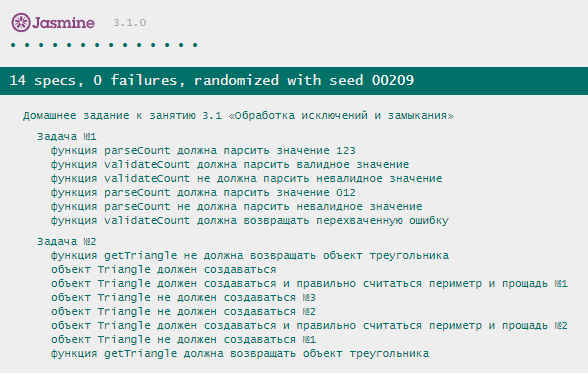 Jasmine 3.1.0
• • • • • • • • • • • • • •
14 specs, 0 failures, randomized with seed 00209
Домашнее задание к занятию 3.1 «Обработка исключений и замыкания»
Задача №1
функция parseCount должна парсить значение 123
функция validateCount должна парсить валидное значение
функция validateCount не должна парсить невалидное значение
функция parseCount должна парсить значение 012
функция parseCount не должна парсить невалидное значение
функция validateCount должна возвращать перехваченную ошибку
Задача №2
функция getTriangle не должна возвращать объект треугольника
объект Triangle должен создаваться
объект Triangle должен создаваться и правильно считаться периметр и прощадь №1
объект Triangle не должен создаваться №3
объект Triangle не должен создаваться №2
объект Triangle должен создаваться и правильно считаться периметр и прощадь №2
объект Triangle не должен создаваться №1
функция getTriangle должна возвращать объект треугольника